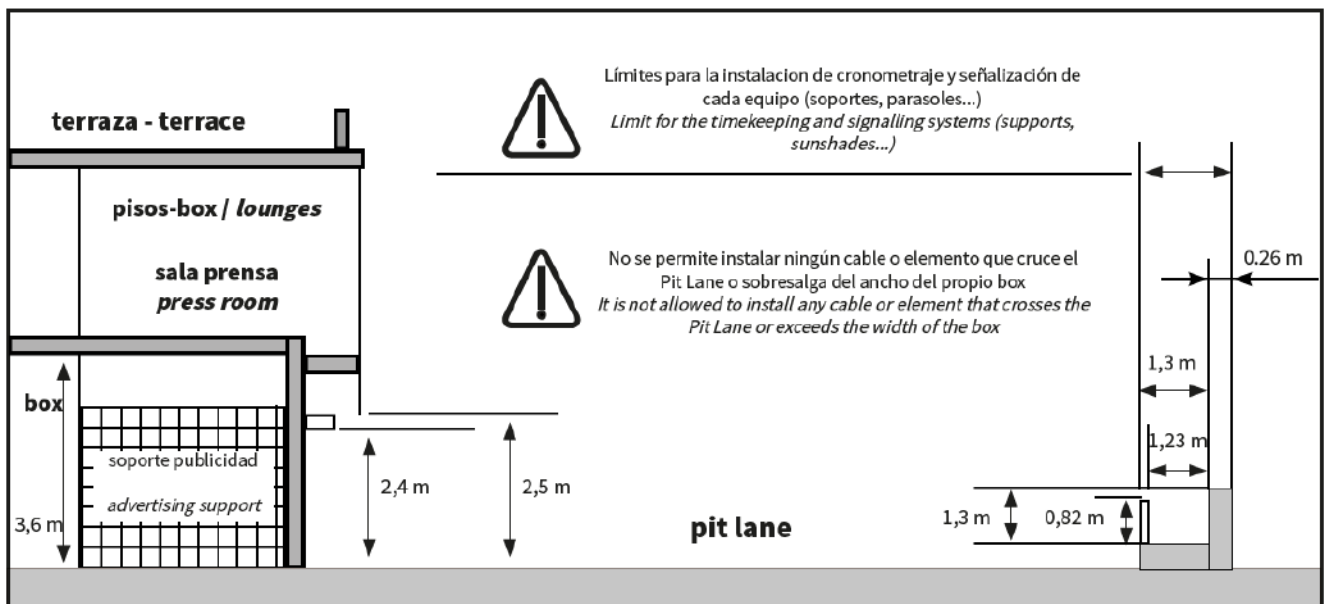 Límites para la instalacion de cronometraje y señalización de
cada equipo (soportes, parasoles...)
Limit for the timekeeping and signalling systems (supports,
sunshades...)
terraza - terrace
pisos-box / lounges
sala prensa
press room
No se permite instalar ningún cable o elemento que cruce el
Pit Lane o sobresalga del ancho del propio box
It is not allowed to install any cable or element that crosses the
Pit Lane or exceeds the width of the box
0.26 m
1,3 m
box
1,23 m
soporte publicidad
advertising support
2,4 m
2,5 m
3,6 m
pit lane
1,3 m
0,82 m